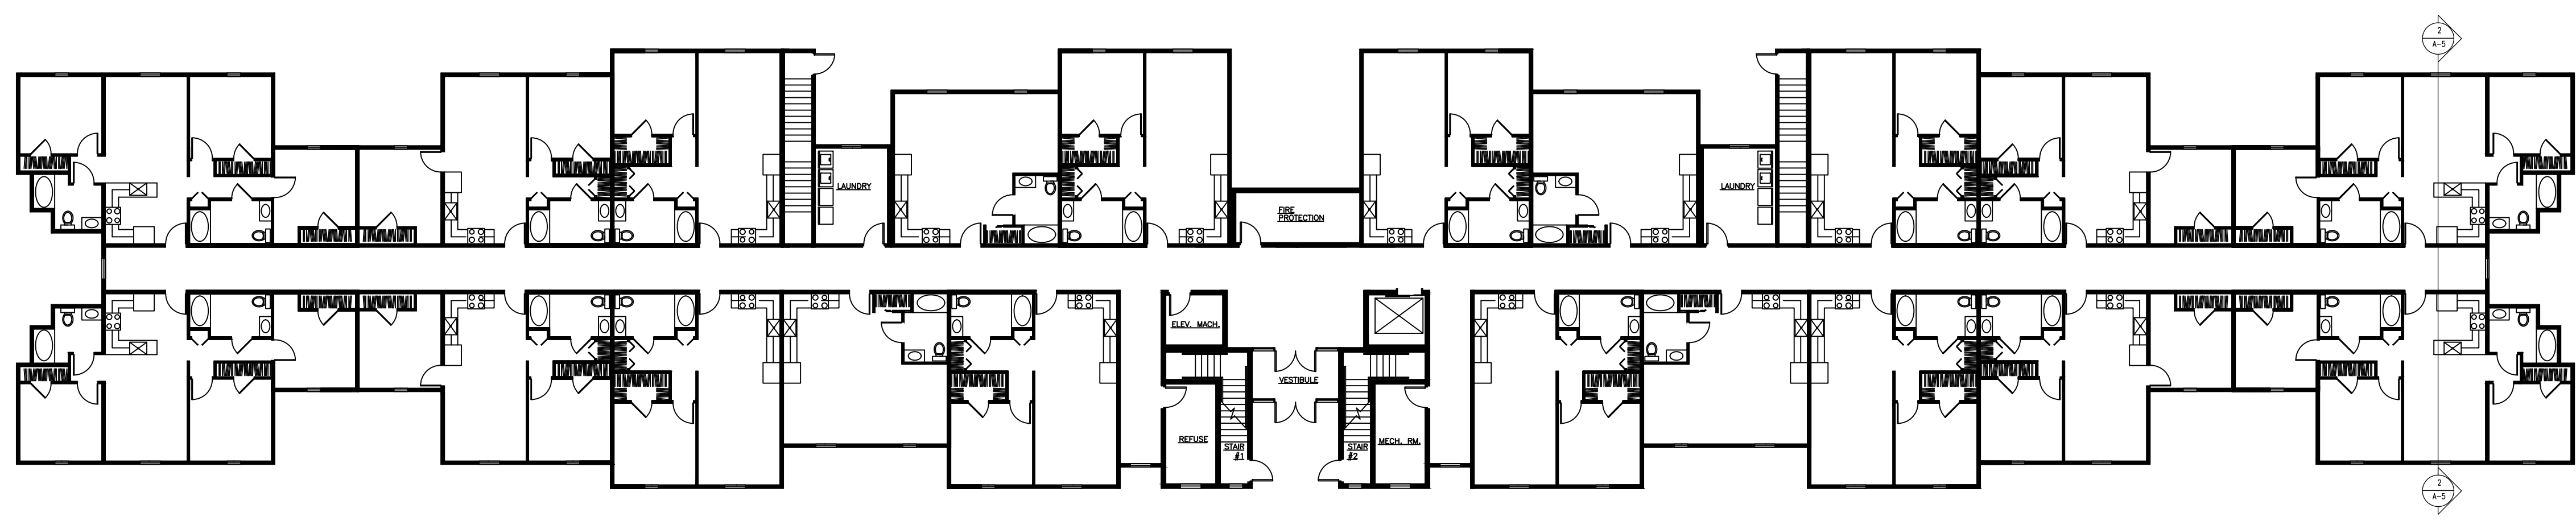 2
A-5
LAUNDRY
LAUNDRY
FIRE
PROTECTION
ELEV. MACH.
VESTIBULE
REFUSE
STAIR
#1
STAIR
#2
MECH. RM.
2
A-5